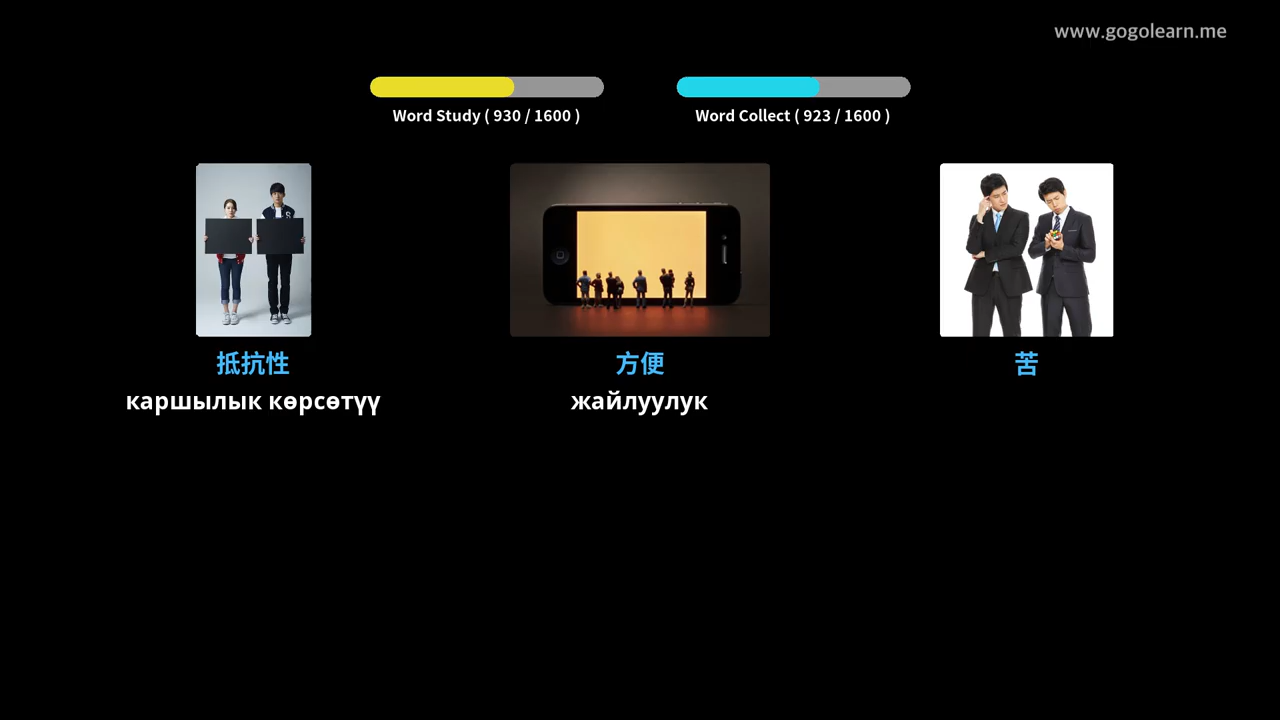 www.gogolearn.me
Word Study ( 930 / 1600 )
Word Collect ( 923 / 1600 )
抵抗性
方便
苦
каршылык көрсөтүү
жайлуулук